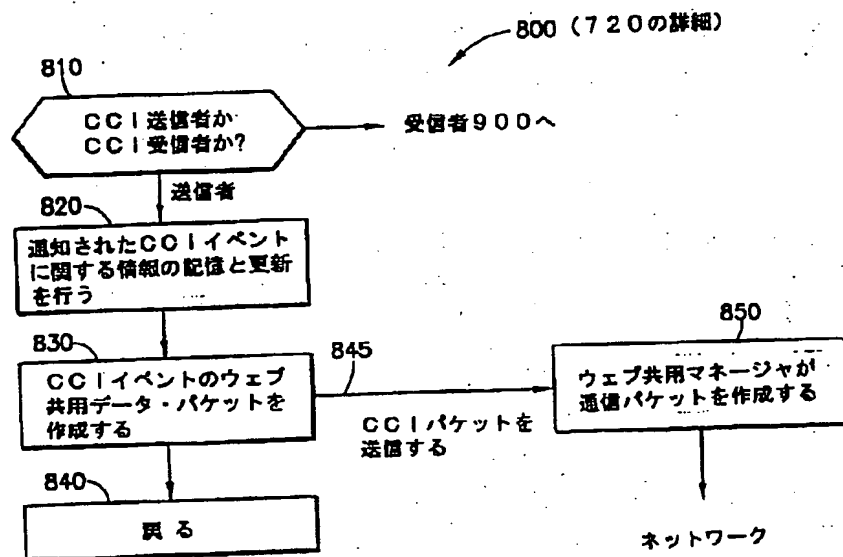 800（720の詳細）
810
CCI送信者か
CCI受信者か?
受信者900へ
送信者
820
通知されたCCIイベント
に関する情報の記憶と更新
を行う
830
CCIイベントのウェブ
共用データ・パケットを
作成する
845
CCIパケットを
送信する
850
ウェブ共用マネージャが
通信パケットを作成する
840
戻る
ネットワーク